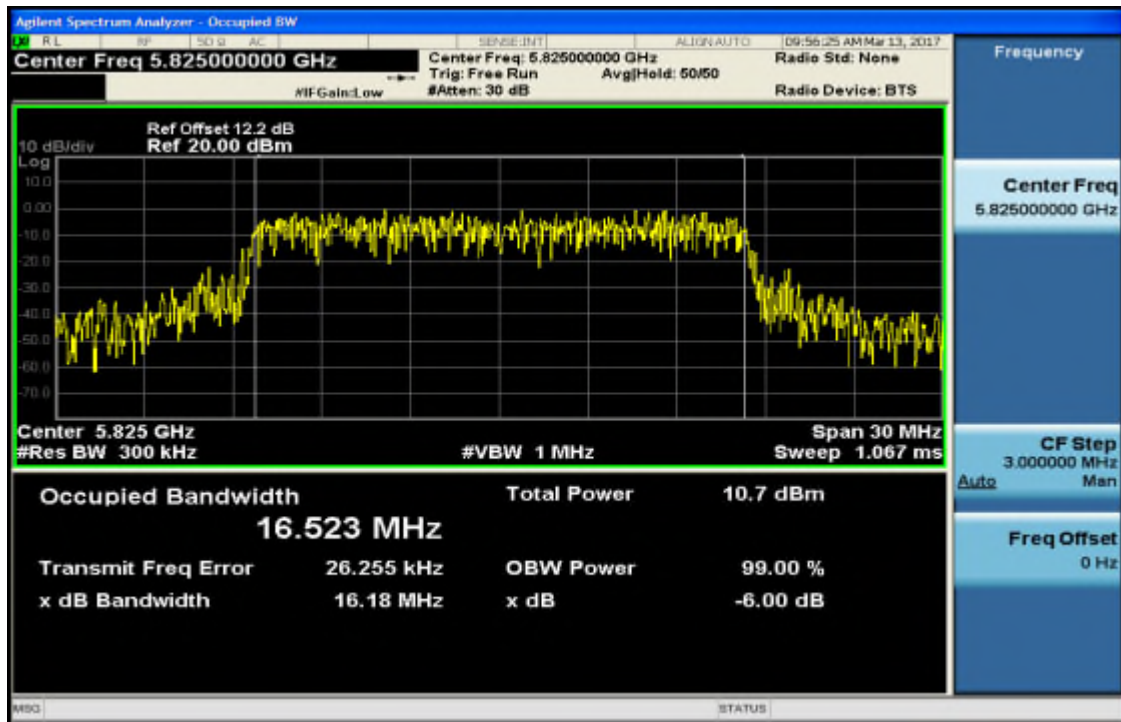 Agilent Spectrum Analyzer - Occupied BW
RL RF 50 Ω AC SENSE:INT ALIGN AUTO 09:56:25 AM Mar 13, 2017
Center Freq 5.825000000 GHz
Center Freq: 5.825000000 GHz
Radio Std: None
Trig: Free Run Avg|Hold: 50/50
#IFGain:Low
#Atten: 30 dB
Radio Device: BTS
Frequency
Ref Offset 12.2 dB
10 dB/div Ref 20.00 dBm
Log
10.0
0.00
-10.0
-20.0
-30.0
-40.0
-50.0
-60.0
-70.0
Center 5.825 GHz Span 30 MHz
#Res BW 300 kHz #VBW 1 MHz Sweep 1.067 ms
Occupied Bandwidth Total Power 10.7 dBm
16.523 MHz
Transmit Freq Error 26.255 kHz OBW Power 99.00 %
x dB Bandwidth 16.18 MHz x dB -6.00 dB
Center Freq
5.825000000 GHz
CF Step
3.000000 MHz
Auto Man
Freq Offset
0 Hz
MSG STATUS